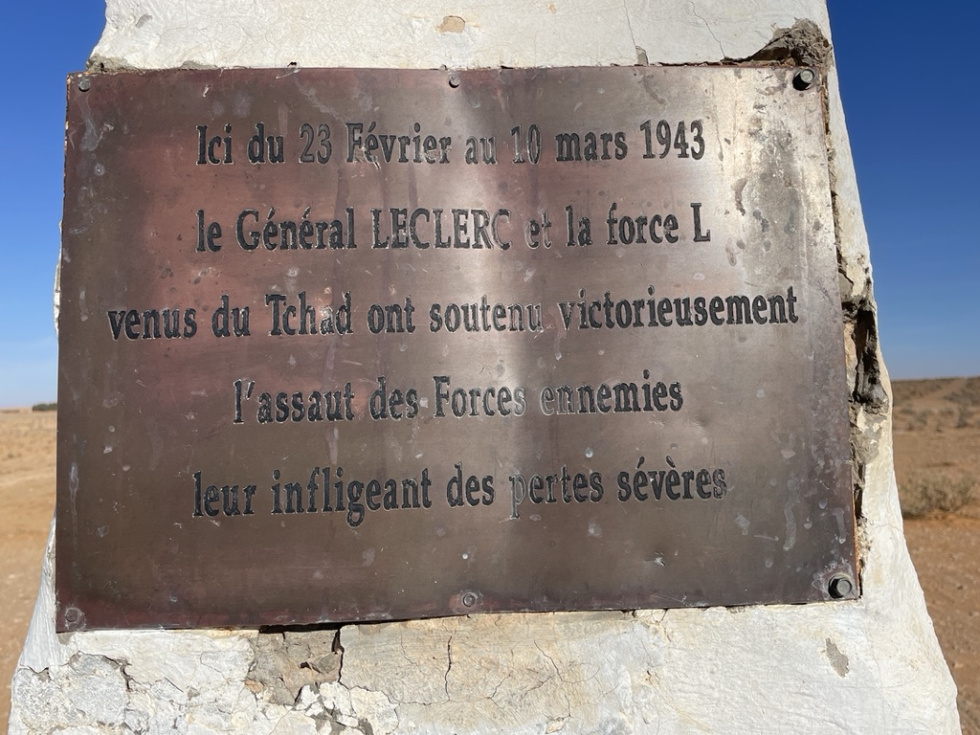 Ici du 23 Février au 10 mars 1943
le Général LECLERC et la force L
venus du Tchad ont soutenu victorieusement
l'assaut des Forces ennemies
leur infligeant des pertes sévères